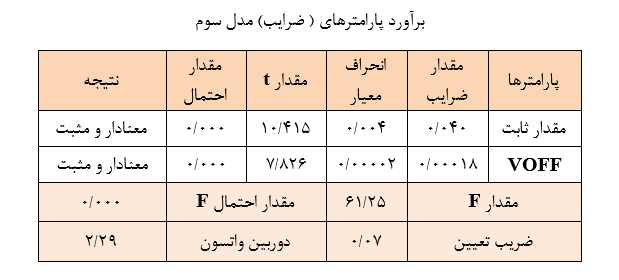 برآورد پارامترهای ( ضرایب) مدل سوم
پارامترها مقدار ضرایب انحراف معیار مقدار t مقدار احتمال نتیجه
مقدار ثابت ۰/۰۴۰ ۰/۰۰۴ ۱۰/۴۱۵ ۰/۰۰۰ معنادار و مثبت
VOFF ۰/۰۰۰۱۸ ۰/۰۰۰۰۲ ۷/۸۲۶ ۰/۰۰۰ معنادار و مثبت
مقدار F ۶۱/۲۵ مقدار احتمال F ۰/۰۰۰
ضریب تعیین ۰/۰۷ دوربین واتسون ۲/۲۹